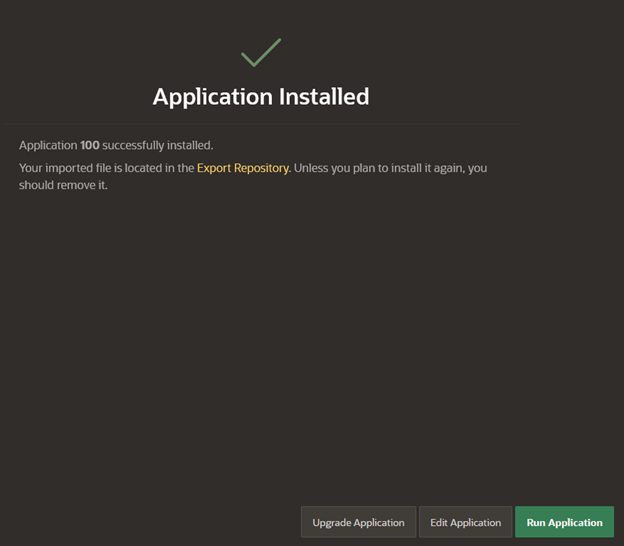 Application Installed
Application 100 successfully installed.
Your imported file is located in the Export Repository. Unless you plan to install it again, you
should remove it.
Upgrade Application
Edit Application
Run Application